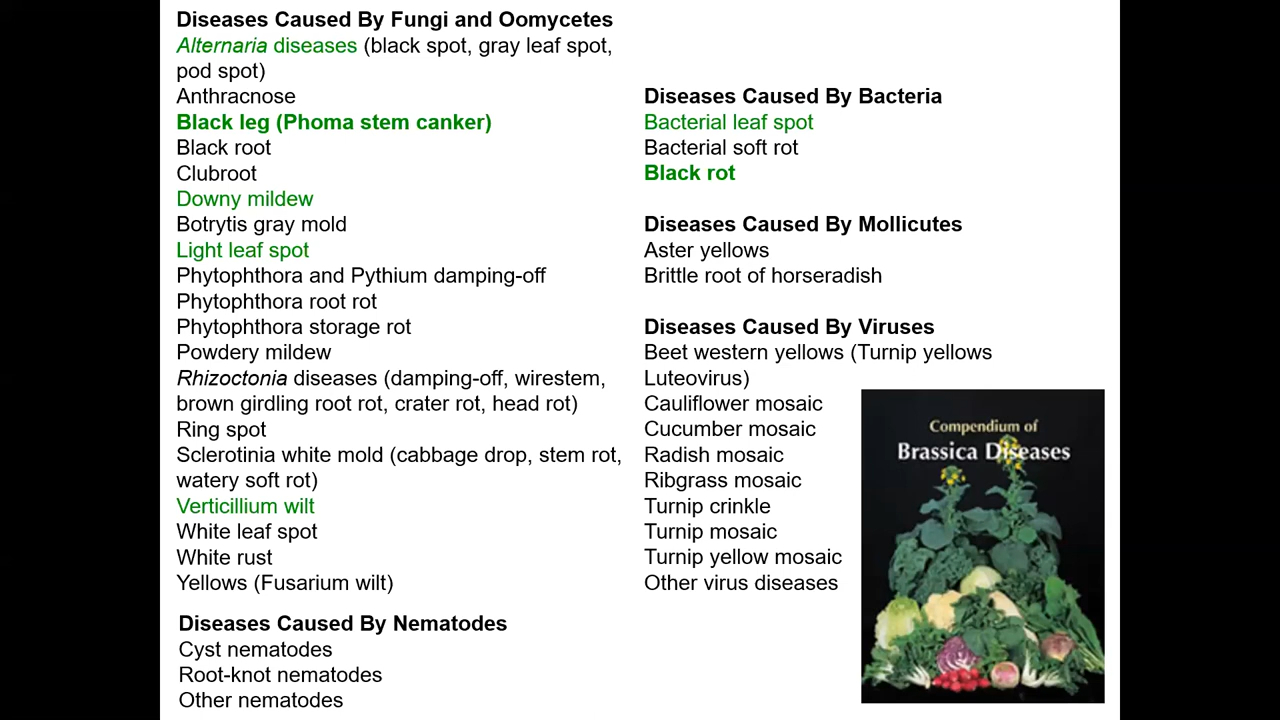 Diseases Caused By Fungi and Oomycetes
Alternaria diseases (black spot, gray leaf spot,
pod spot)
Anthracnose
Black leg (Phoma stem canker)
Black root
Clubroot
Downy mildew
Botrytis gray mold
Light leaf spot
Phytophthora and Pythium damping-off
Phytophthora root rot
Phytophthora storage rot
Powdery mildew
Rhizoctonia diseases (damping-off, wirestem,
brown girdling root rot, crater rot, head rot)
Ring spot
Sclerotinia white mold (cabbage drop, stem rot,
watery soft rot)
Verticillium wilt
White leaf spot
White rust
Yellows (Fusarium wilt)
Diseases Caused By Nematodes
Cyst nematodes
Root-knot nematodes
Other nematodes
Diseases Caused By Bacteria
Bacterial leaf spot
Bacterial soft rot
Black rot
Diseases Caused By Mollicutes
Aster yellows
Brittle root of horseradish
Diseases Caused By Viruses
Beet western yellows (Turnip yellows
Luteovirus)
Cauliflower mosaic
Cucumber mosaic
Radish mosaic
Ribgrass mosaic
Turnip crinkle
Turnip mosaic
Turnip yellow mosaic
Other virus diseases
Compendium of
Brassica Diseases